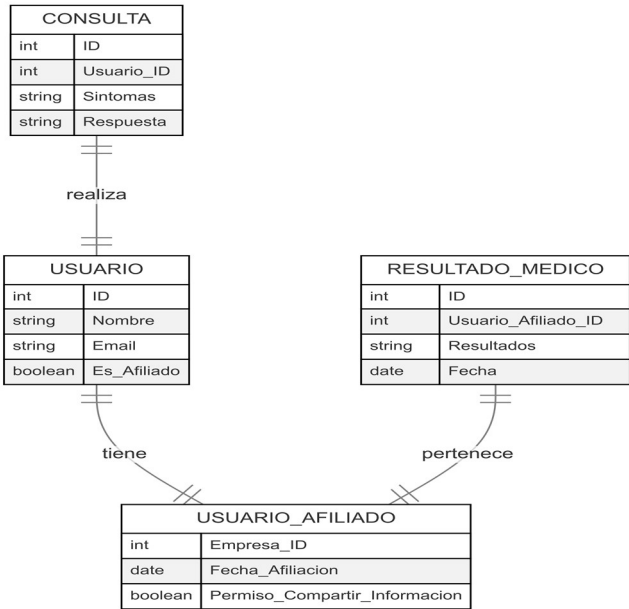 CONSULTA
int ID
int Usuario_ID
string Sintomas
string Respuesta
realiza
USUARIO
int ID
string Nombre
string Email
boolean Es_Afiliado
RESULTADO_MEDICO
int ID
int Usuario_Afiliado_ID
string Resultados
date Fecha
tiene
pertenece
USUARIO_AFILIADO
int Empresa_ID
date Fecha_Afiliacion
boolean Permiso_Compartir_Informacion